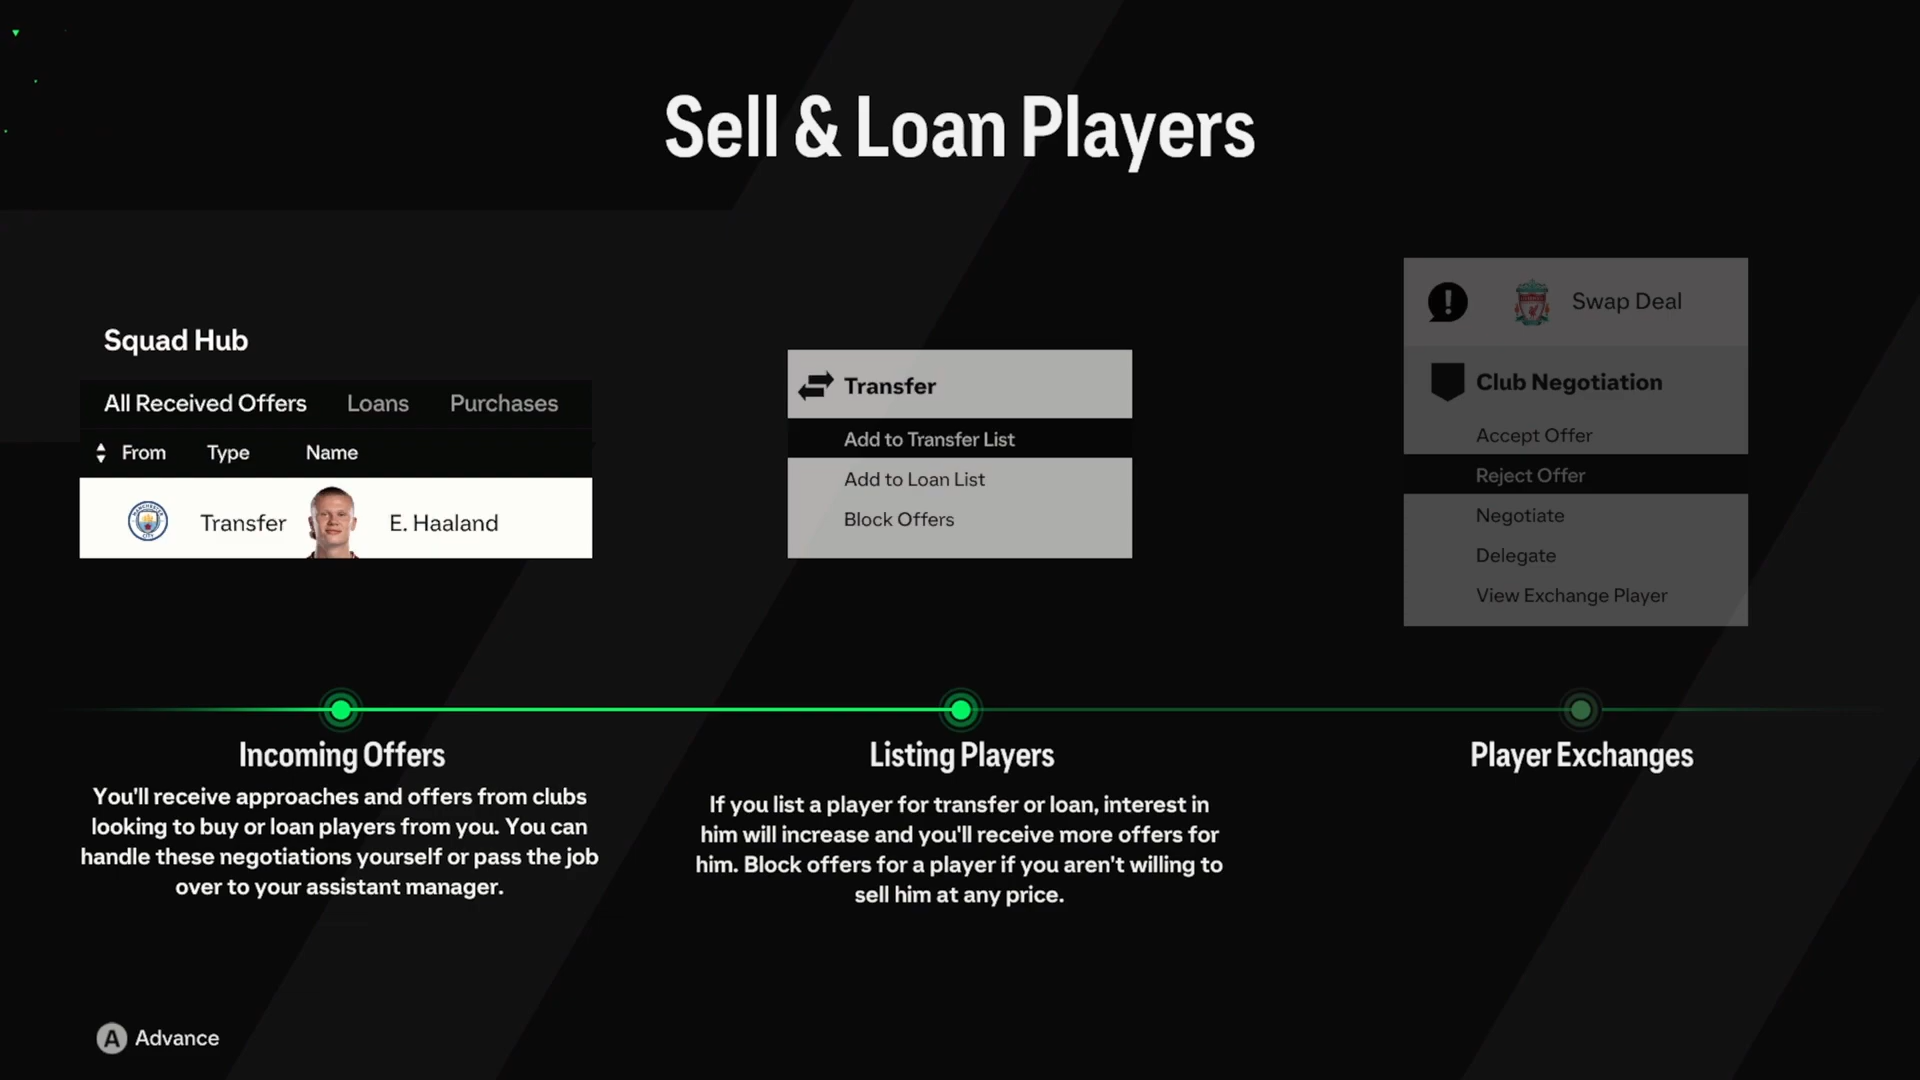 Sell & Loan Players
Squad Hub
All Received Offers Loans Purchases
From Type Name
Transfer E. Haaland
Transfer
Add to Transfer List
Add to Loan List
Block Offers
Swap Deal
Club Negotiation
Accept Offer
Reject Offer
Negotiate
Delegate
View Exchange Player
Incoming Offers
You'll receive approaches and offers from clubs
looking to buy or loan players from you. You can
handle these negotiations yourself or pass the job
over to your assistant manager.
Listing Players
If you list a player for transfer or loan, interest in
him will increase and you'll receive more offers for
him. Block offers for a player if you aren't willing to
sell him at any price.
Player Exchanges
A Advance